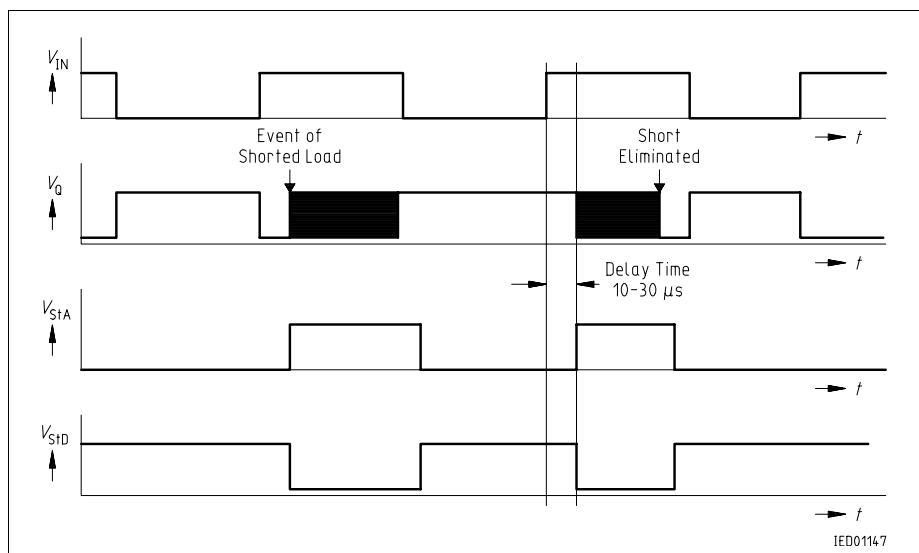 V_IN
t
Event of
Shorted Load
Short
Eliminated
V_Q
t
Delay Time
10-30 µs
V_StA
t
V_StD
t
IED01147